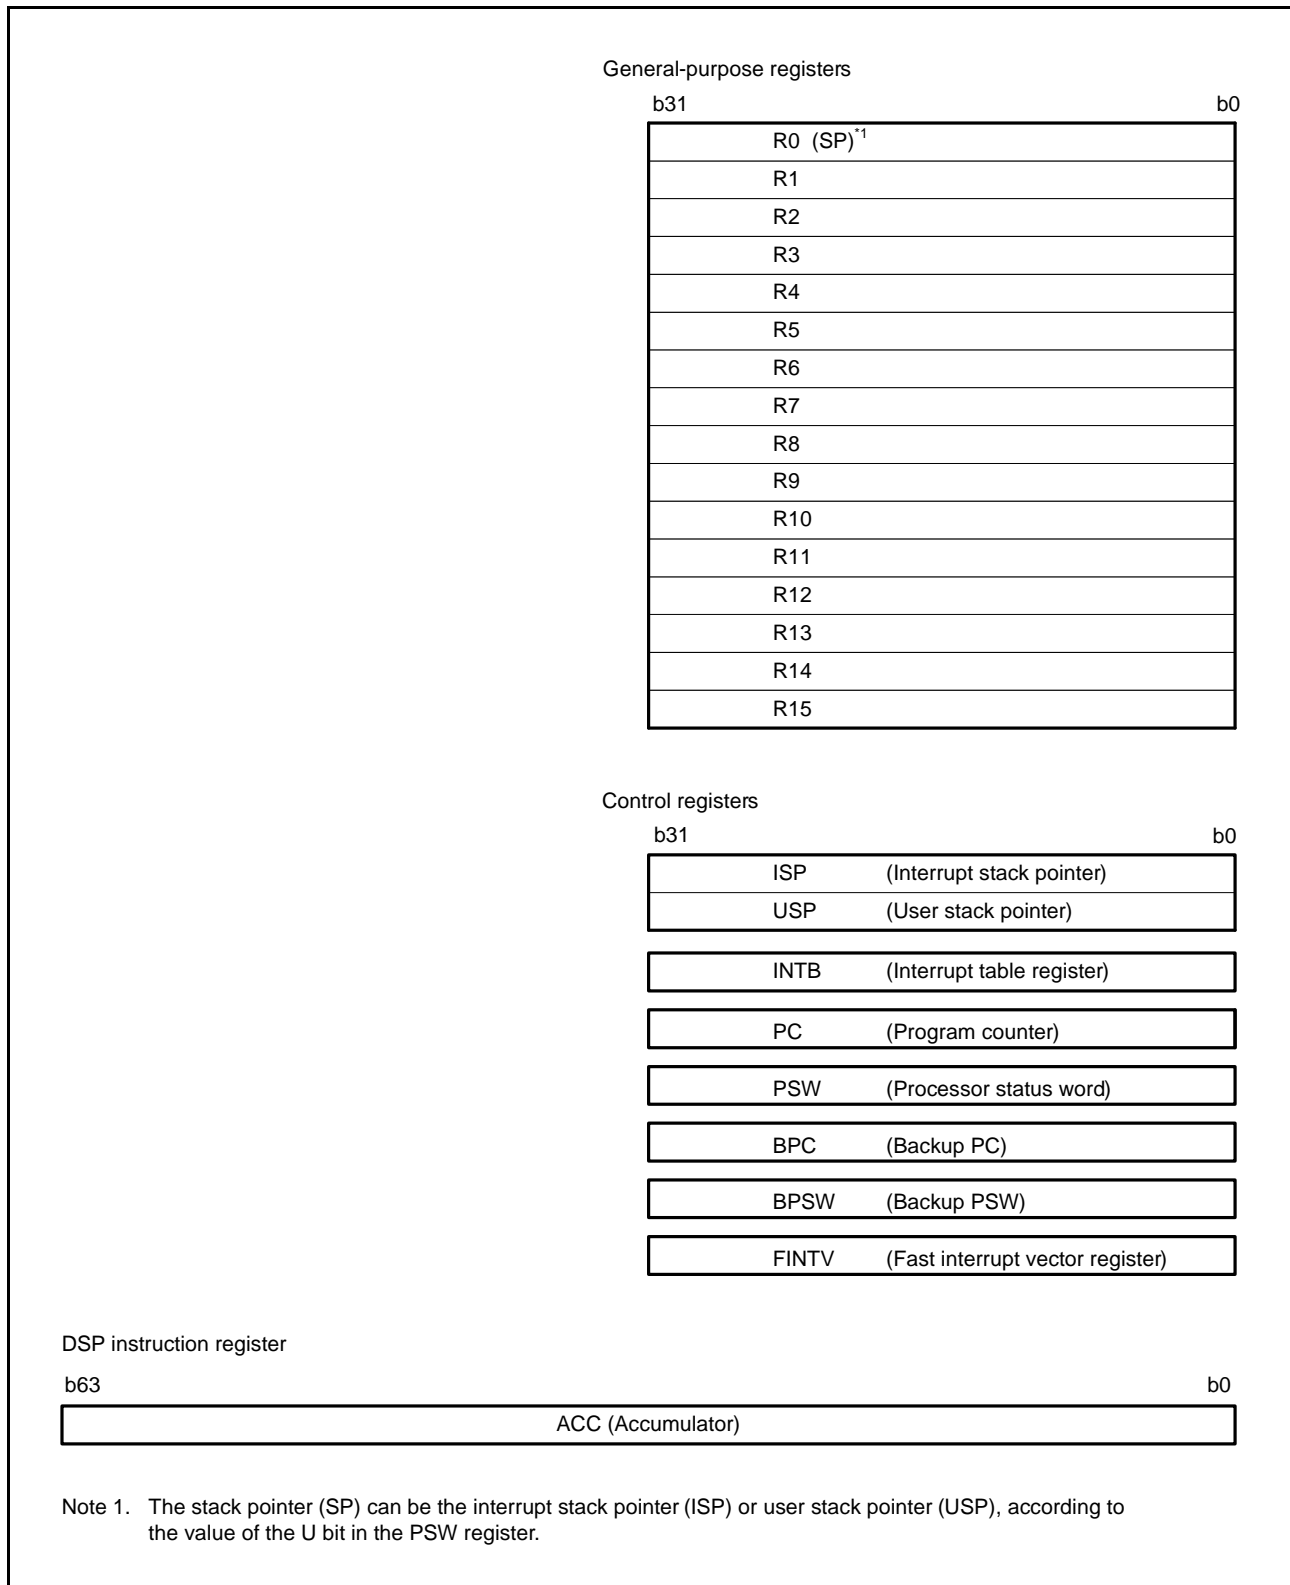 General-purpose registers
b31 b0
R0 (SP)*1
R1
R2
R3
R4
R5
R6
R7
R8
R9
R10
R11
R12
R13
R14
R15
Control registers
b31 b0
ISP (Interrupt stack pointer)
USP (User stack pointer)
INTB (Interrupt table register)
PC (Program counter)
PSW (Processor status word)
BPC (Backup PC)
BPSW (Backup PSW)
FINTV (Fast interrupt vector register)
DSP instruction register
b63 b0
ACC (Accumulator)
Note 1. The stack pointer (SP) can be the interrupt stack pointer (ISP) or user stack pointer (USP), according to
the value of the U bit in the PSW register.